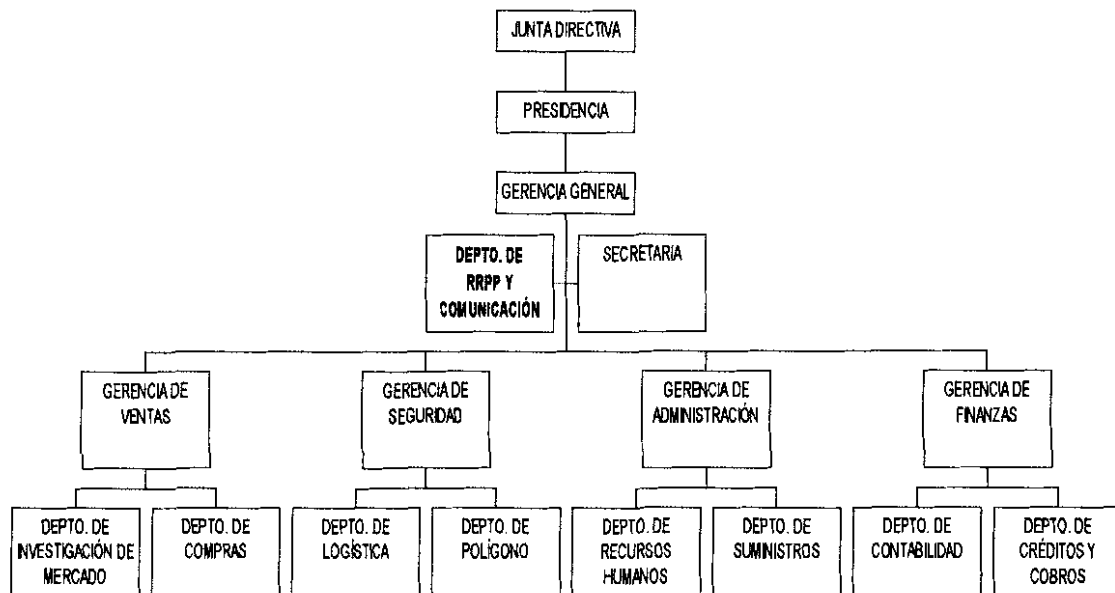 JUNTA DIRECTIVA
PRESIDENCIA
GERENCIA GENERAL
DEPTO. DE
RRPP Y
COMUNICACIÓN
SECRETARIA
GERENCIA DE
VENTAS
GERENCIA DE
SEGURIDAD
GERENCIA DE
ADMINISTRACIÓN
GERENCIA DE
FINANZAS
DEPTO. DE
INVESTIGACIÓN DE
MERCADO
DEPTO. DE
COMPRAS
DEPTO. DE
LOGÍSTICA
DEPTO. DE
POLÍGONO
DEPTO. DE
RECURSOS
HUMANOS
DEPTO. DE
SUMINISTROS
DEPTO. DE
CONTABILIDAD
DEPTO. DE
CRÉDITOS Y
COBROS